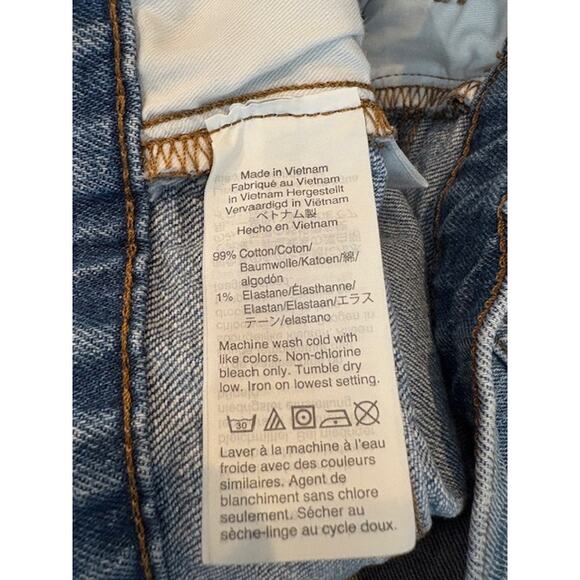 Made in Vietnam
Fabriqué au Vietnam
in Vietnam Hergestellt
Vervaardigd in Viëtnam
ベトナム製
Hecho en Vietnam
99% Cotton/Coton/
Baumwolle/Katoen/綿/
algodón
1% Elastane/Élasthanne/
Elastan/Elastaan/エラス
テーン/elastano
Machine wash cold with
like colors. Non-chlorine
bleach only. Tumble dry
low. Iron on lowest setting.
30
Laver à la machine à l'eau
froide avec des couleurs
similaires. Agent de
blanchiment sans chlore
seulement. Sécher au
sèche-linge au cycle doux.